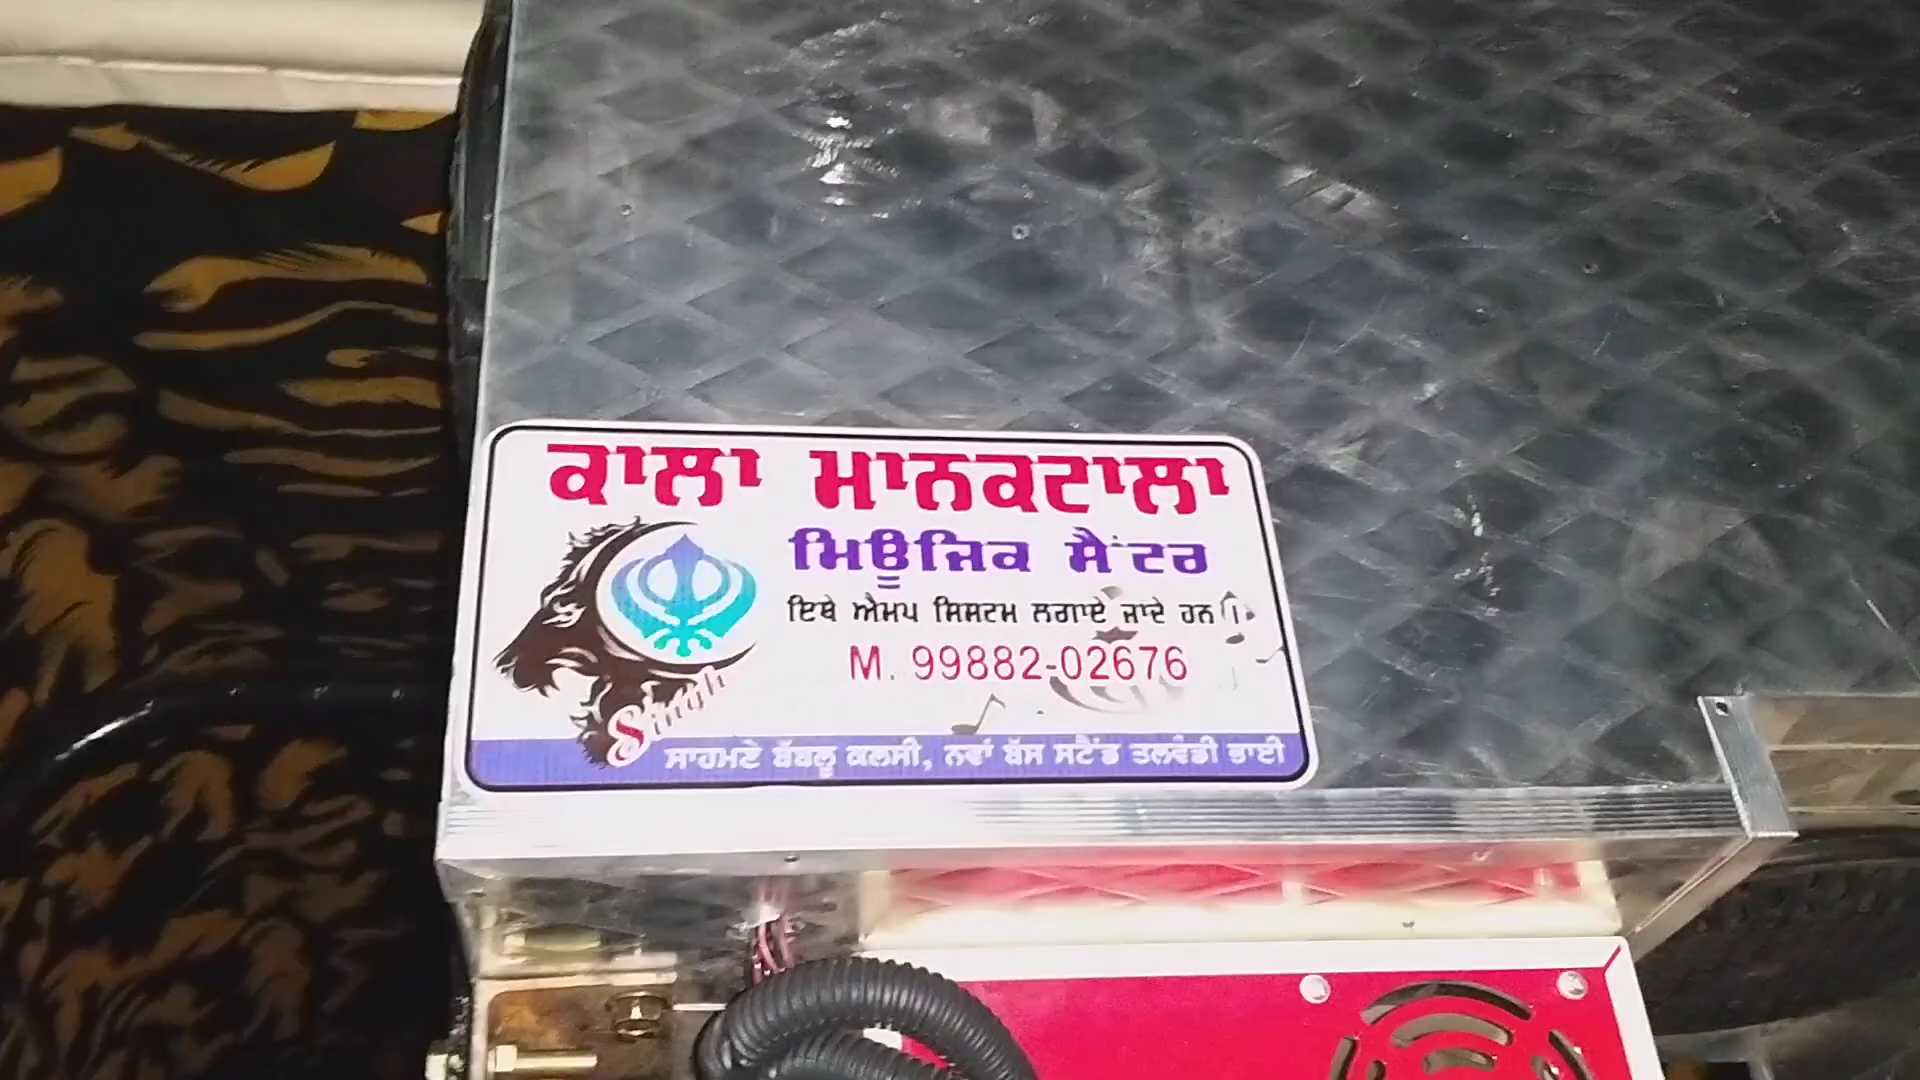 ਕਾਲਾ ਮਾਨਕਟਾਲਾ
ਮਿਊਜਿਕ ਸੈਂਟਰ
ਇਥੇ ਐਮਪ ਸਿਸਟਮ ਲਗਾਏ ਜਾਂਦੇ ਹਨ।
M. 99882-02676
Singh
ਸਾਹਮਣੇ ਬੱਬਲੂ ਕਲਸੀ, ਨਵਾਂ ਬੱਸ ਸਟੈਂਡ ਤਲਵੰਡੀ ਭਾਈ